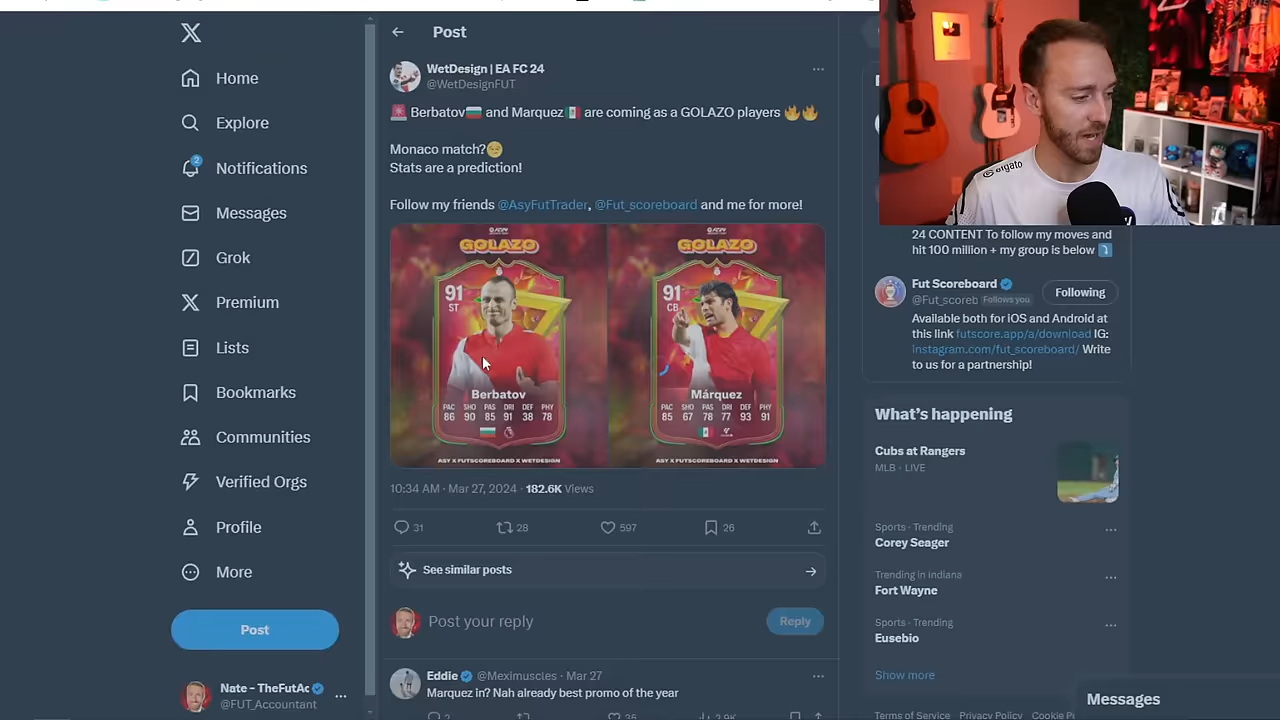 Post
WetDesign | EA FC 24
@WetDesignFUT
Berbatov and Marquez are coming as a GOLAZO players
Monaco match?
Stats are a prediction!
Follow my friends @AsyFutTrader, @Fut_scoreboard and me for more!
GOLAZO
91
ST
Berbatov
PAC SHO PAS DRI DEF PHY
86 90 85 91 38 78
ASY X FUTSCOREBOARD X WETDESIGN
GOLAZO
91
CB
Márquez
PAC SHO PAS DRI DEF PHY
85 67 78 77 93 91
ASY X FUTSCOREBOARD X WETDESIGN
10:34 AM · Mar 27, 2024 · 182.6K Views
31 28 597 26
See similar posts
Post your reply
Reply
Eddie @Meximuscles · Mar 27
Marquez in? Nah already best promo of the year
2 35 2.9K
Home
Explore
2
Notifications
Messages
Grok
Premium
Lists
Bookmarks
Communities
Verified Orgs
Profile
More
Post
Nate - TheFutAc
@FUT_Accountant
elgato
24 CONTENT To follow my moves and
hit 100 million + my group is below
Fut Scoreboard
@Fut_scoreb Follows you
Following
Available both for iOS and Android at
this link futscore.app/a/download IG:
instagram.com/fut_scoreboard/ Write
to us for a partnership!
What's happening
Cubs at Rangers
MLB · LIVE
Sports · Trending
Corey Seager
Trending in Indiana
Fort Wayne
Sports · Trending
Eusebio
Show more
Terms of Service Privacy Policy Cookie P
Messages